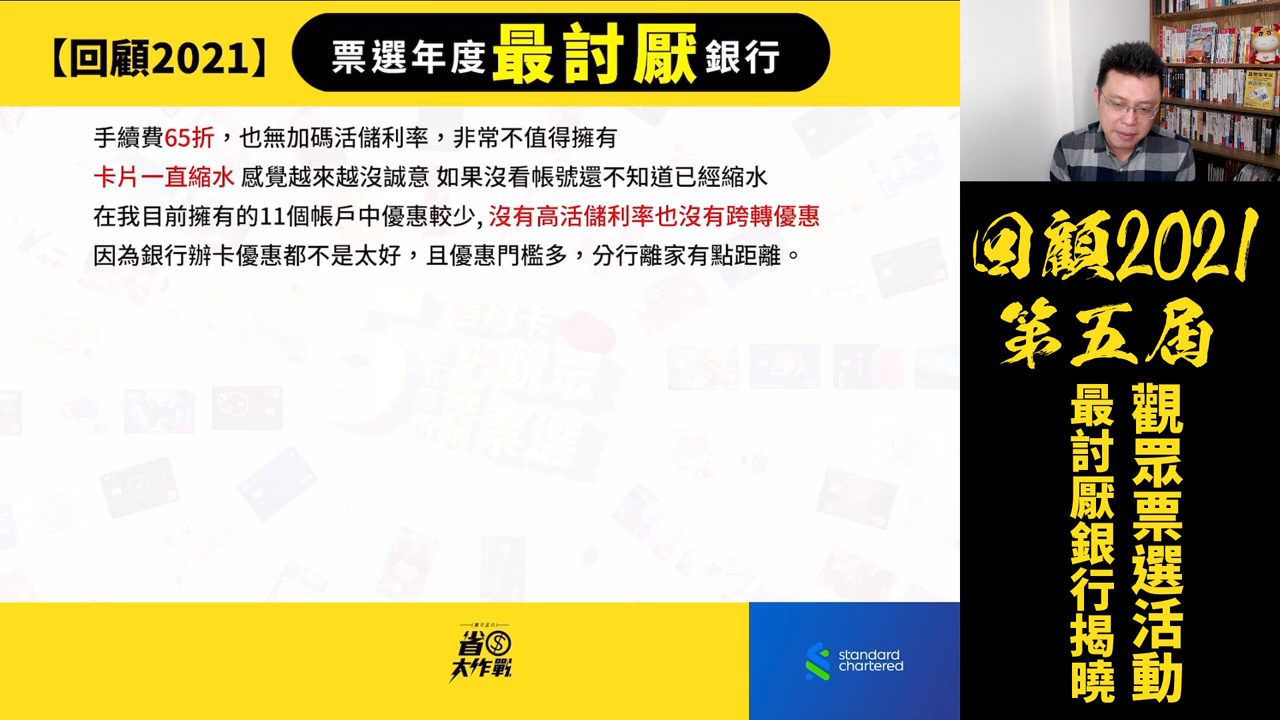 【回顧2021】
票選年度最討厭銀行
手續費65折，也無加碼活儲利率，非常不值得擁有
卡片一直縮水 感覺越來越沒誠意 如果沒看帳號還不知道已經縮水
在我目前擁有的11個帳戶中優惠較少, 沒有高活儲利率也沒有跨轉優惠
因為銀行辦卡優惠都不是太好，且優惠門檻多，分行離家有點距離。
省
大作戰
standard
chartered
回顧2021
第五屆
觀眾票選活動
最討厭銀行揭曉